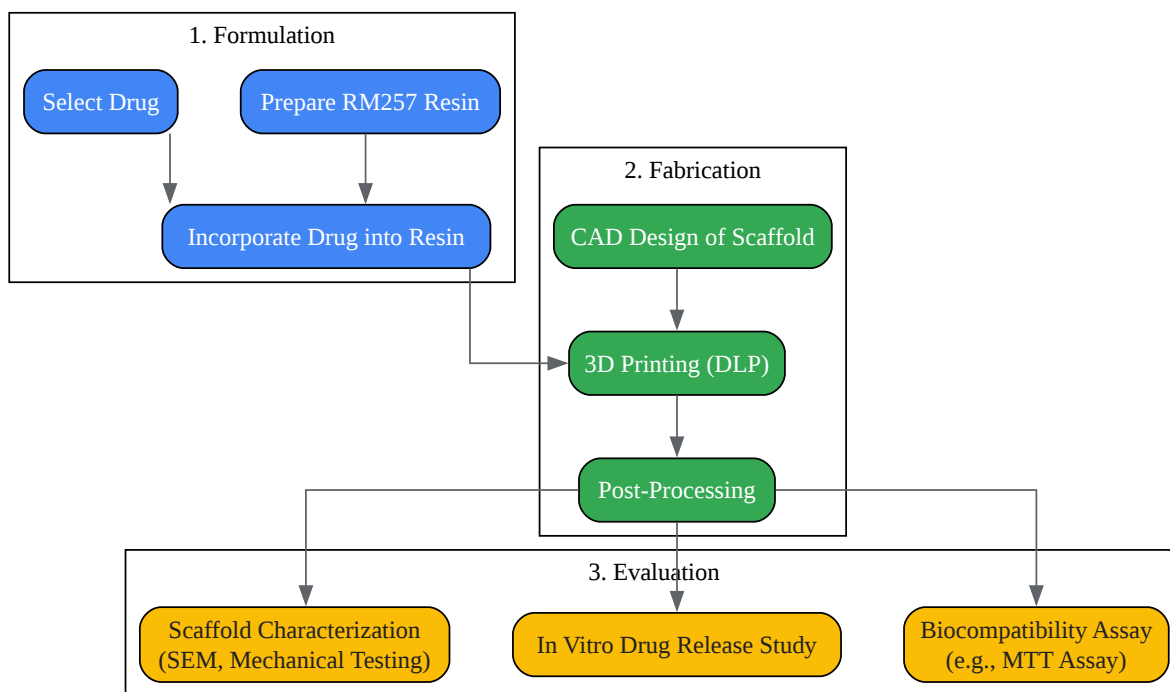 1. Formulation
Select Drug
Prepare RM257 Resin
Incorporate Drug into Resin
2. Fabrication
CAD Design of Scaffold
3D Printing (DLP)
Post-Processing
3. Evaluation
Scaffold Characterization
(SEM, Mechanical Testing)
In Vitro Drug Release Study
Biocompatibility Assay
(e.g., MTT Assay)